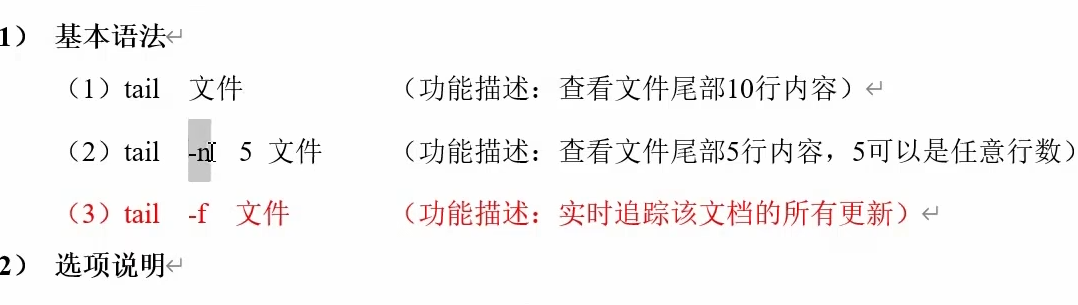 1） 基本语法
（1）tail 文件 （功能描述：查看文件尾部10行内容）
（2）tail -n 5 文件 （功能描述：查看文件尾部5行内容，5可以是任意行数）
（3）tail -f 文件 （功能描述：实时追踪该文档的所有更新）
2） 选项说明